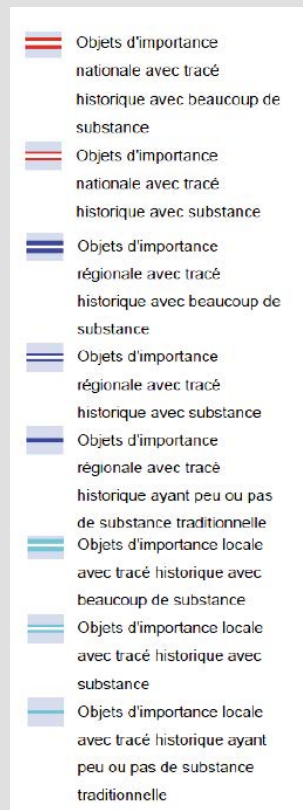 Objets d'importance
nationale avec tracé
historique avec beaucoup de
substance
Objets d'importance
nationale avec tracé
historique avec substance
Objets d'importance
régionale avec tracé
historique avec beaucoup de
substance
Objets d'importance
régionale avec tracé
historique avec substance
Objets d'importance
régionale avec tracé
historique ayant peu ou pas
de substance traditionnelle
Objets d'importance locale
avec tracé historique avec
beaucoup de substance
Objets d'importance locale
avec tracé historique avec
substance
Objets d'importance locale
avec tracé historique ayant
peu ou pas de substance
traditionnelle